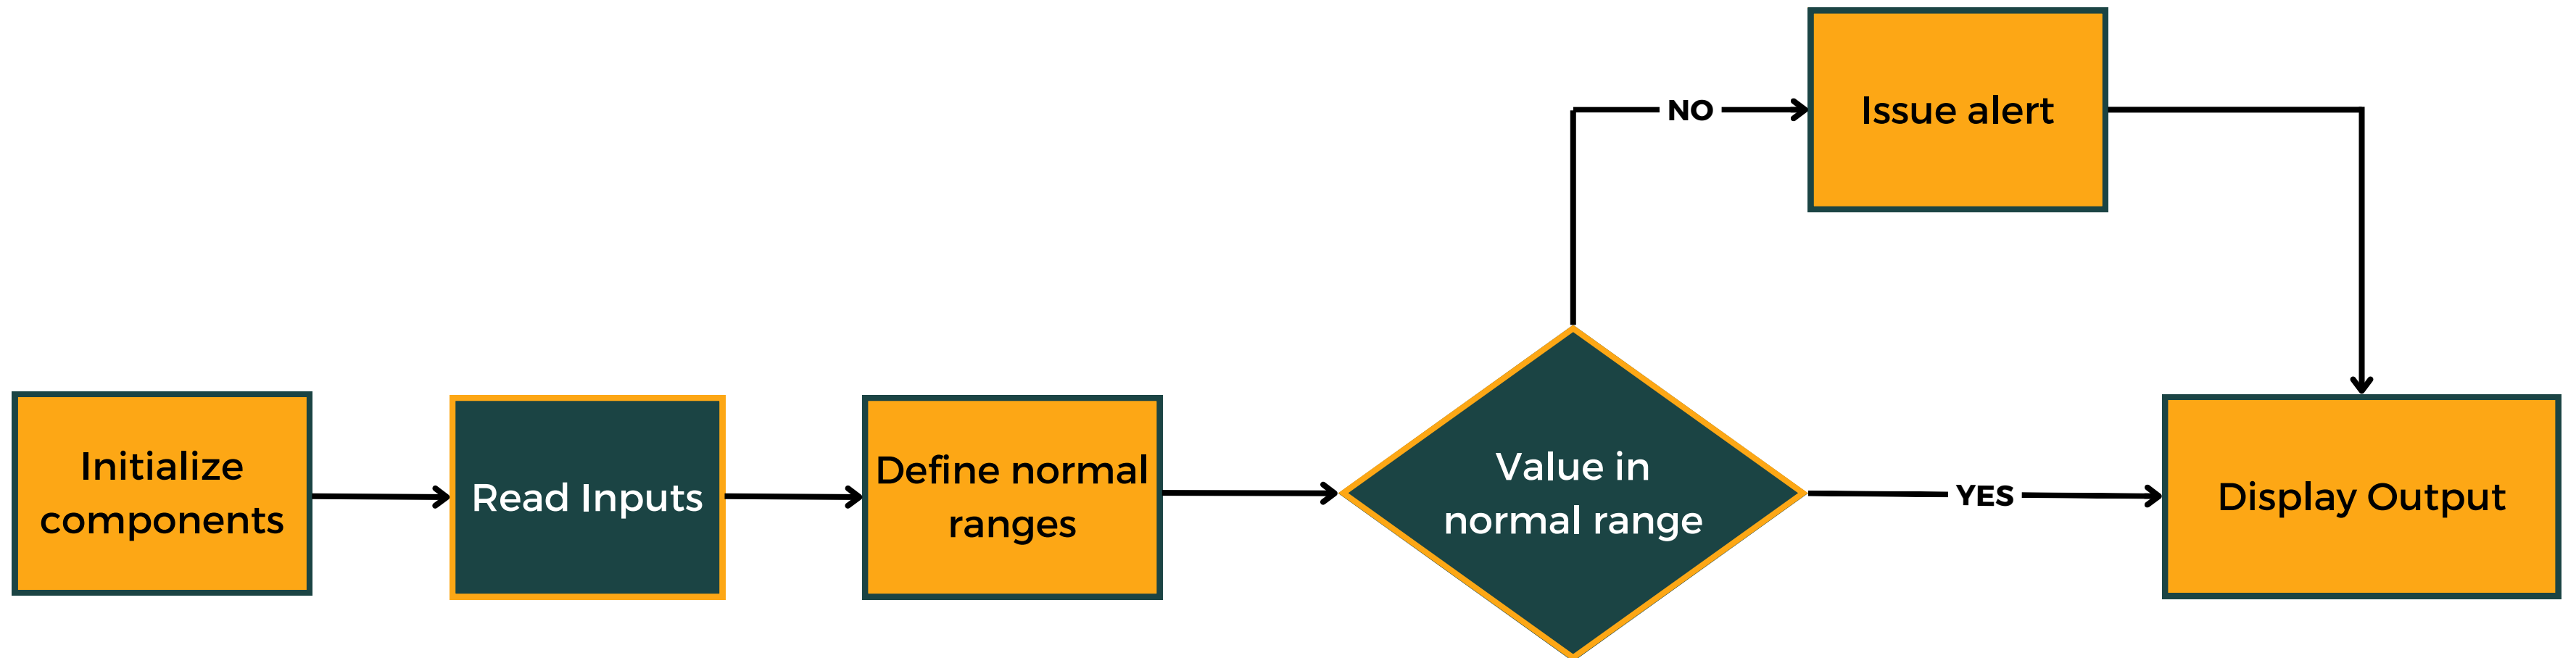 Initialize
components
Read Inputs
Define normal
ranges
Value in
normal range
NO
Issue alert
YES
Display Output